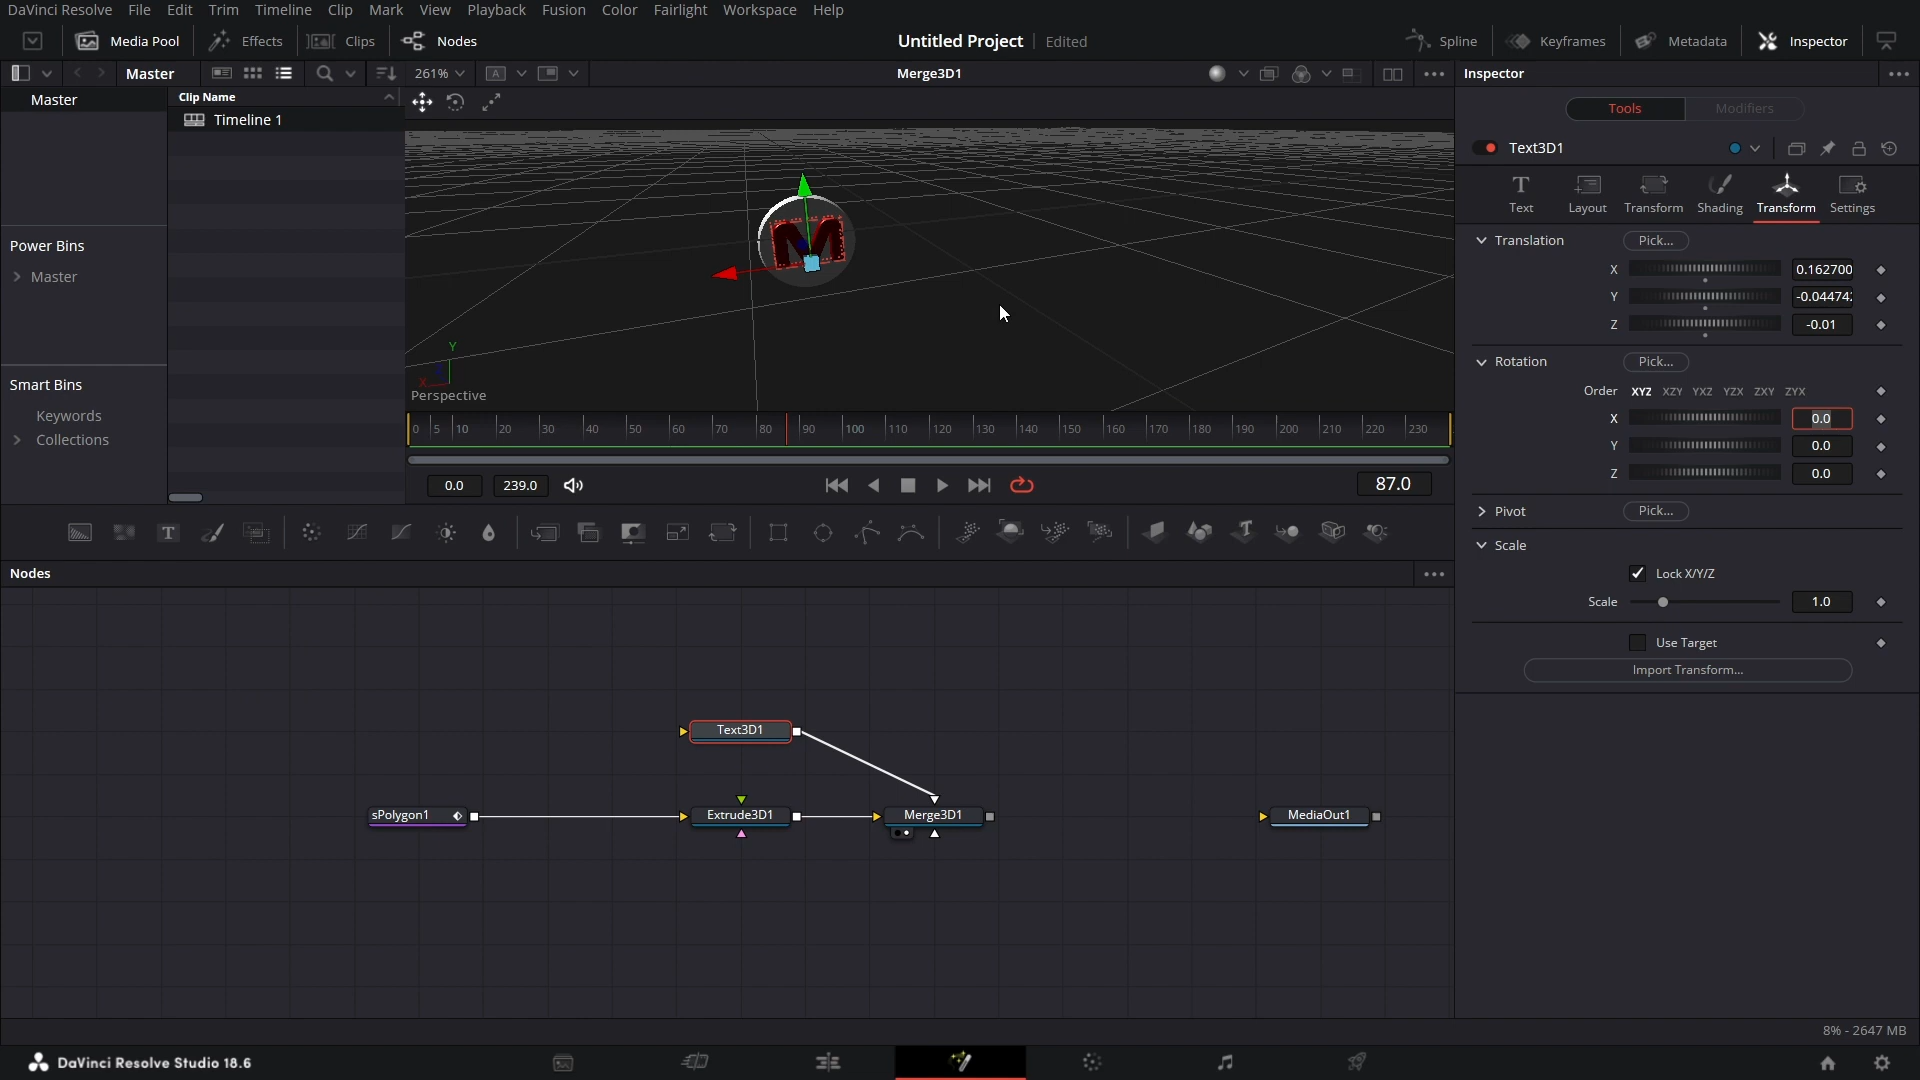 DaVinci Resolve File Edit Trim Timeline Clip Mark View Playback Fusion Color Fairlight Workspace Help
Media Pool Effects Clips Nodes Untitled Project Edited Spline Keyframes Metadata Inspector
Master 261% Merge3D1 Inspector
Master Clip Name
Timeline 1
Tools Modifiers
Text3D1
Text Layout Transform Shading Transform Settings
Power Bins
Master
Translation Pick...
X 0.162700
Y -0.04474
Z -0.01
M
Y
X
Perspective
Rotation Pick...
Order XYZ XZY YXZ YZX ZXY ZYX
X 0.0
Y 0.0
Z 0.0
Smart Bins
Keywords
Collections
0 5 10 20 30 40 50 60 70 80 90 100 110 120 130 140 150 160 170 180 190 200 210 220 230
0.0 239.0 87.0
Pivot Pick...
Scale
Lock X/Y/Z
Scale 1.0
Use Target
Import Transform...
Nodes
Text3D1
sPolygon1 Extrude3D1 Merge3D1 MediaOut1
8% - 2647 MB
DaVinci Resolve Studio 18.6